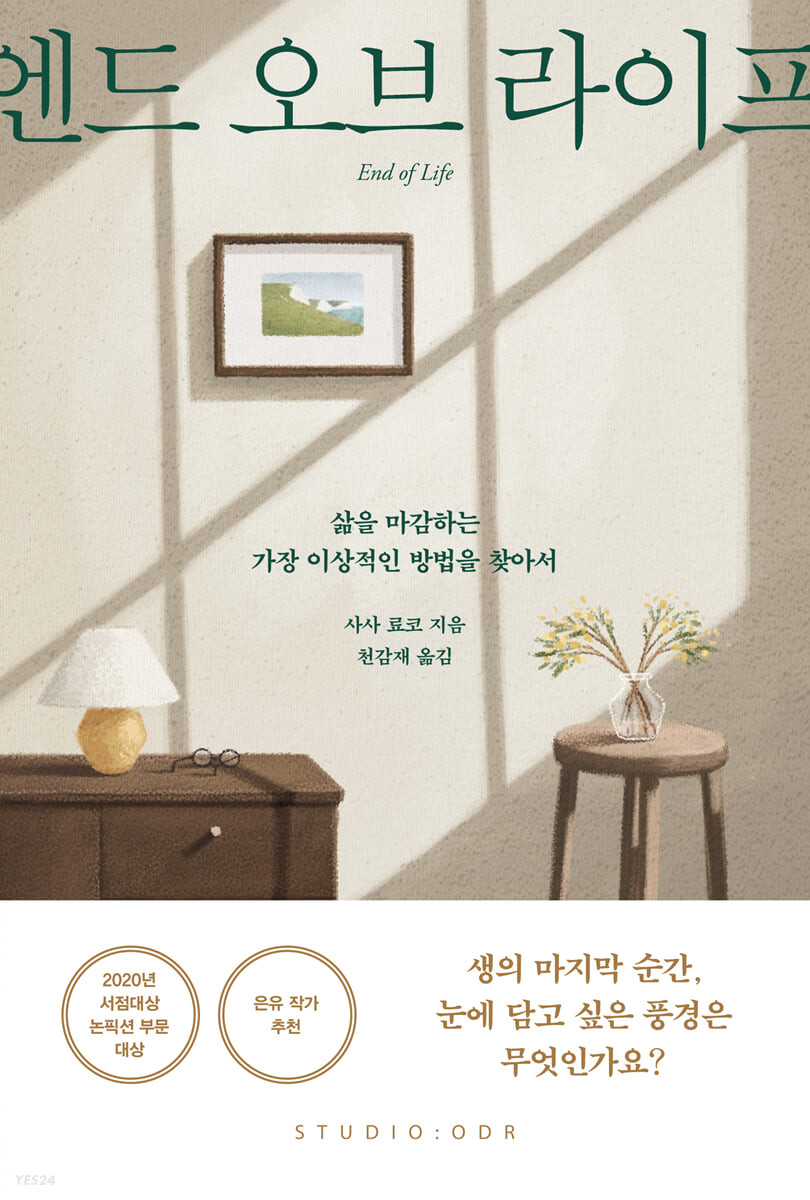 엔드 오브 라이프
End of Life
삶을 마감하는
가장 이상적인 방법을 찾아서
사사 료코 지음
천감재 옮김
2020년
서점대상
논픽션 부문
대상
은유 작가
추천
생의 마지막 순간,
눈에 담고 싶은 풍경은
무엇인가요?
STUDIO:ODR
YES24